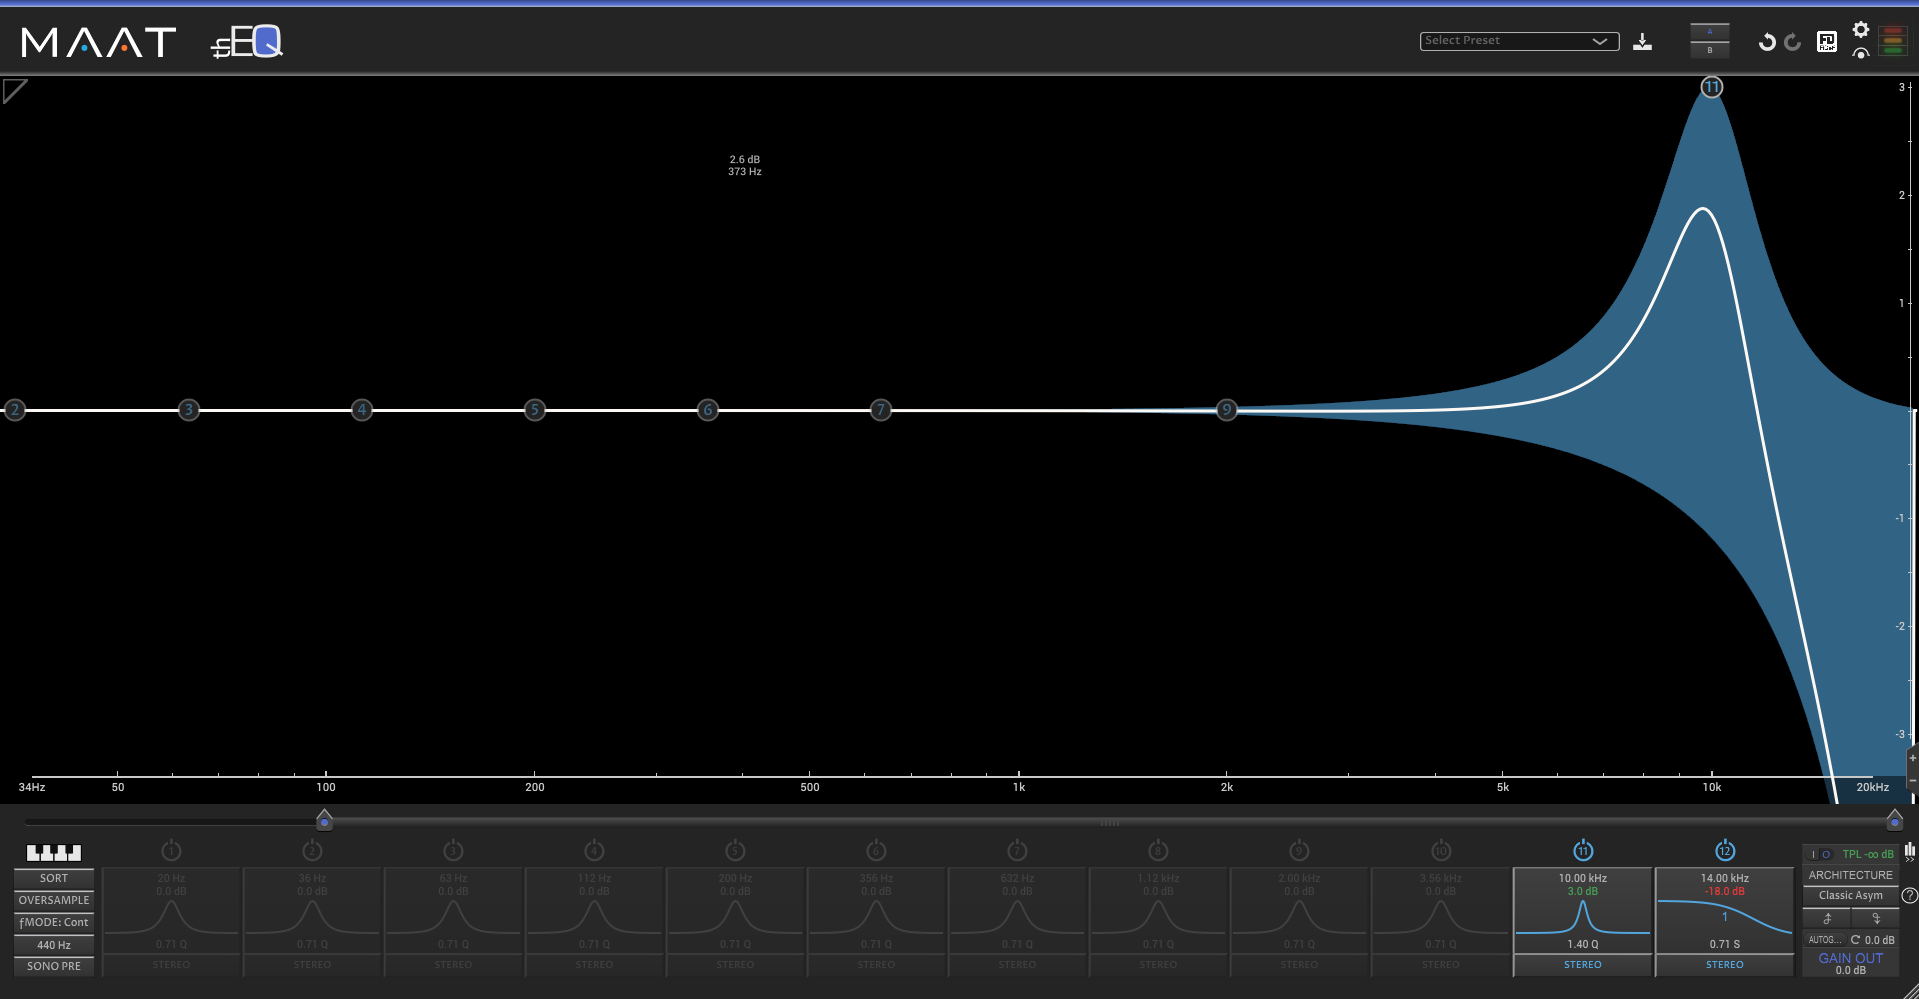 MAAT thEQ
Select Preset
A
B
FD
11
3
2.6 dB
373 Hz
2
1
2 3 4 5 6 7 9
-1
-2
-3
+
−
34Hz 50 100 200 500 1k 2k 5k 10k 20kHz
1 2 3 4 5 6 7 8 9 10 11 12
SORT
OVERSAMPLE
ƒMODE: Cont
440 Hz
SONO PRE
20 Hz 36 Hz 63 Hz 112 Hz 200 Hz 356 Hz 632 Hz 1.12 kHz 2.00 kHz 3.56 kHz 10.00 kHz 14.00 kHz
0.0 dB 0.0 dB 0.0 dB 0.0 dB 0.0 dB 0.0 dB 0.0 dB 0.0 dB 0.0 dB 0.0 dB 3.0 dB -18.0 dB
1
0.71 Q 0.71 Q 0.71 Q 0.71 Q 0.71 Q 0.71 Q 0.71 Q 0.71 Q 0.71 Q 0.71 Q 1.40 Q 0.71 S
STEREO STEREO STEREO STEREO STEREO STEREO STEREO STEREO STEREO STEREO STEREO STEREO
I O TPL -∞ dB
ARCHITECTURE
Classic Asym
?
AUTOG... 0.0 dB
GAIN OUT
0.0 dB